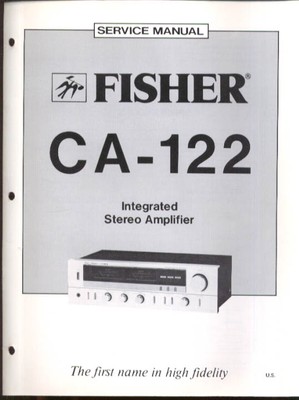 SERVICE MANUAL
FISHER®
CA-122
Integrated
Stereo Amplifier
The first name in high fidelity
U.S.